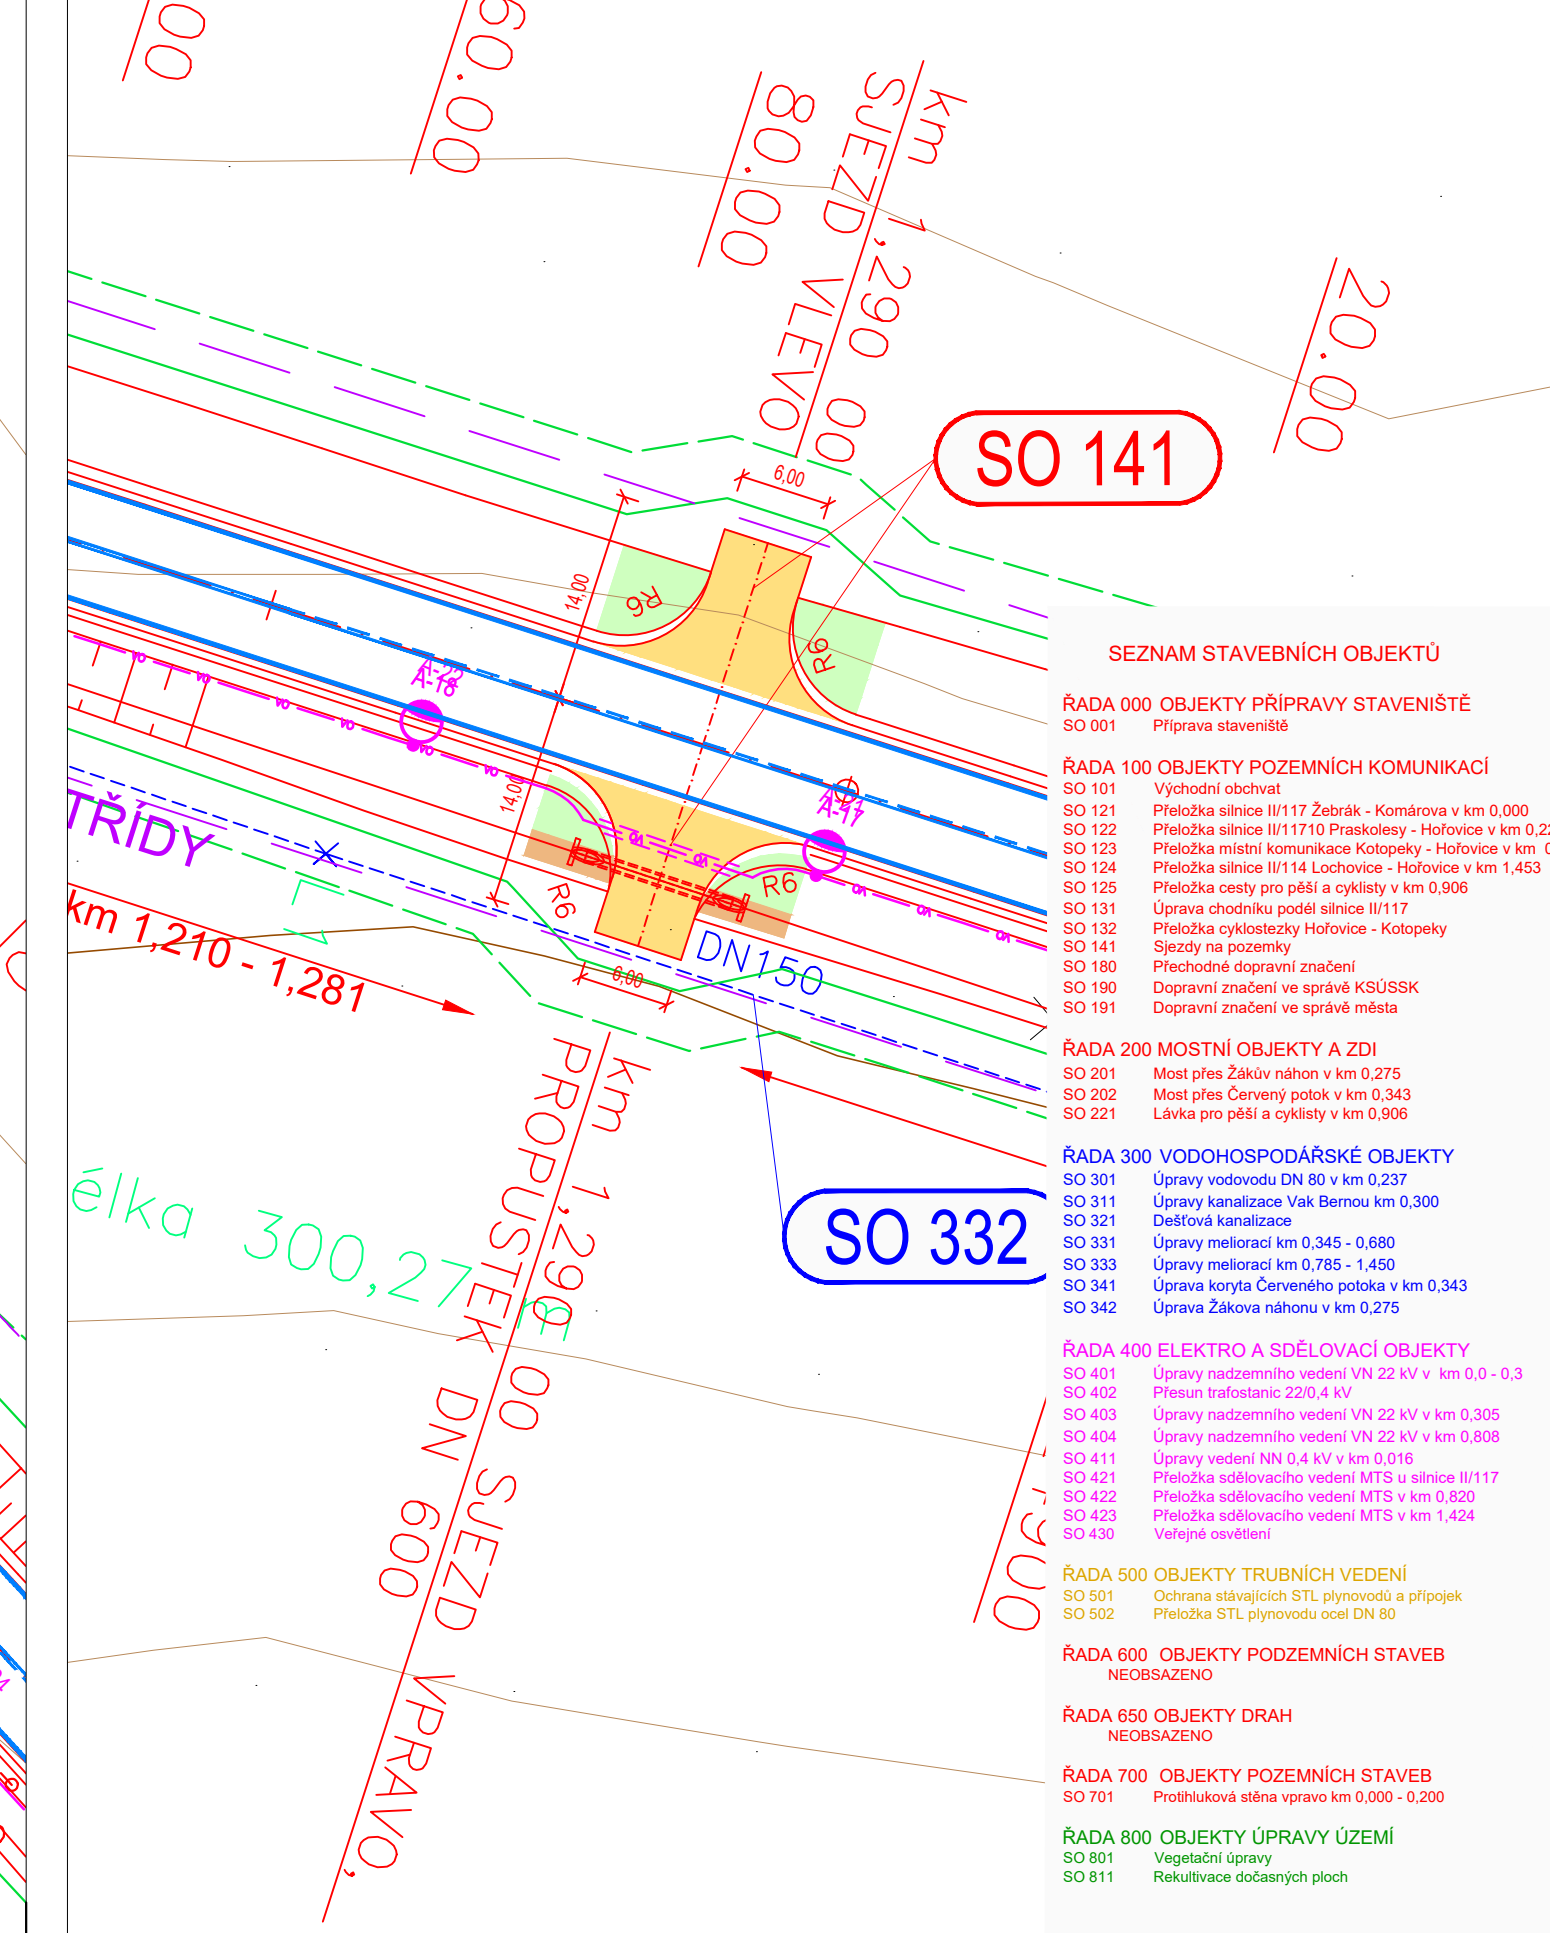 00
60.00
80.00
km 1,290 00
SJEZD VLEVO
20.00
SO 141
6,00
14,00
R6
R6
A-22
A-18
vo vo vo vo vo vo
14,00
A-17
vo vo vo vo vo
TŘÍDY
R6
R6
DN150
km 1,210 - 1,281
6,00
km 1,290 00 SJEZD VPRAVO,
PROPUSTEK DN 600
élka 300,27 m
SO 332
900
SEZNAM STAVEBNÍCH OBJEKTŮ
ŘADA 000 OBJEKTY PŘÍPRAVY STAVENIŠTĚ
SO 001 Příprava staveniště
ŘADA 100 OBJEKTY POZEMNÍCH KOMUNIKACÍ
SO 101 Východní obchvat
SO 121 Přeložka silnice II/117 Žebrák - Komárova v km 0,000
SO 122 Přeložka silnice II/11710 Praskolesy - Hořovice v km 0,22
SO 123 Přeložka místní komunikace Kotopeky - Hořovice v km 0
SO 124 Přeložka silnice II/114 Lochovice - Hořovice v km 1,453
SO 125 Přeložka cesty pro pěší a cyklisty v km 0,906
SO 131 Úprava chodníku podél silnice II/117
SO 132 Přeložka cyklostezky Hořovice - Kotopeky
SO 141 Sjezdy na pozemky
SO 180 Přechodné dopravní značení
SO 190 Dopravní značení ve správě KSÚSSK
SO 191 Dopravní značení ve správě města
ŘADA 200 MOSTNÍ OBJEKTY A ZDI
SO 201 Most přes Žákův náhon v km 0,275
SO 202 Most přes Červený potok v km 0,343
SO 221 Lávka pro pěší a cyklisty v km 0,906
ŘADA 300 VODOHOSPODÁŘSKÉ OBJEKTY
SO 301 Úpravy vodovodu DN 80 v km 0,237
SO 311 Úpravy kanalizace Vak Bernou km 0,300
SO 321 Dešťová kanalizace
SO 331 Úpravy meliorací km 0,345 - 0,680
SO 333 Úpravy meliorací km 0,785 - 1,450
SO 341 Úprava koryta Červeného potoka v km 0,343
SO 342 Úprava Žákova náhonu v km 0,275
ŘADA 400 ELEKTRO A SDĚLOVACÍ OBJEKTY
SO 401 Úpravy nadzemního vedení VN 22 kV v km 0,0 - 0,3
SO 402 Přesun trafostanic 22/0,4 kV
SO 403 Úpravy nadzemního vedení VN 22 kV v km 0,305
SO 404 Úpravy nadzemního vedení VN 22 kV v km 0,808
SO 411 Úpravy vedení NN 0,4 kV v km 0,016
SO 421 Přeložka sdělovacího vedení MTS u silnice II/117
SO 422 Přeložka sdělovacího vedení MTS v km 0,820
SO 423 Přeložka sdělovacího vedení MTS v km 1,424
SO 430 Veřejné osvětlení
ŘADA 500 OBJEKTY TRUBNÍCH VEDENÍ
SO 501 Ochrana stávajících STL plynovodů a přípojek
SO 502 Přeložka STL plynovodu ocel DN 80
ŘADA 600 OBJEKTY PODZEMNÍCH STAVEB
NEOBSAZENO
ŘADA 650 OBJEKTY DRAH
NEOBSAZENO
ŘADA 700 OBJEKTY POZEMNÍCH STAVEB
SO 701 Protihluková stěna vpravo km 0,000 - 0,200
ŘADA 800 OBJEKTY ÚPRAVY ÚZEMÍ
SO 801 Vegetační úpravy
SO 811 Rekultivace dočasných ploch